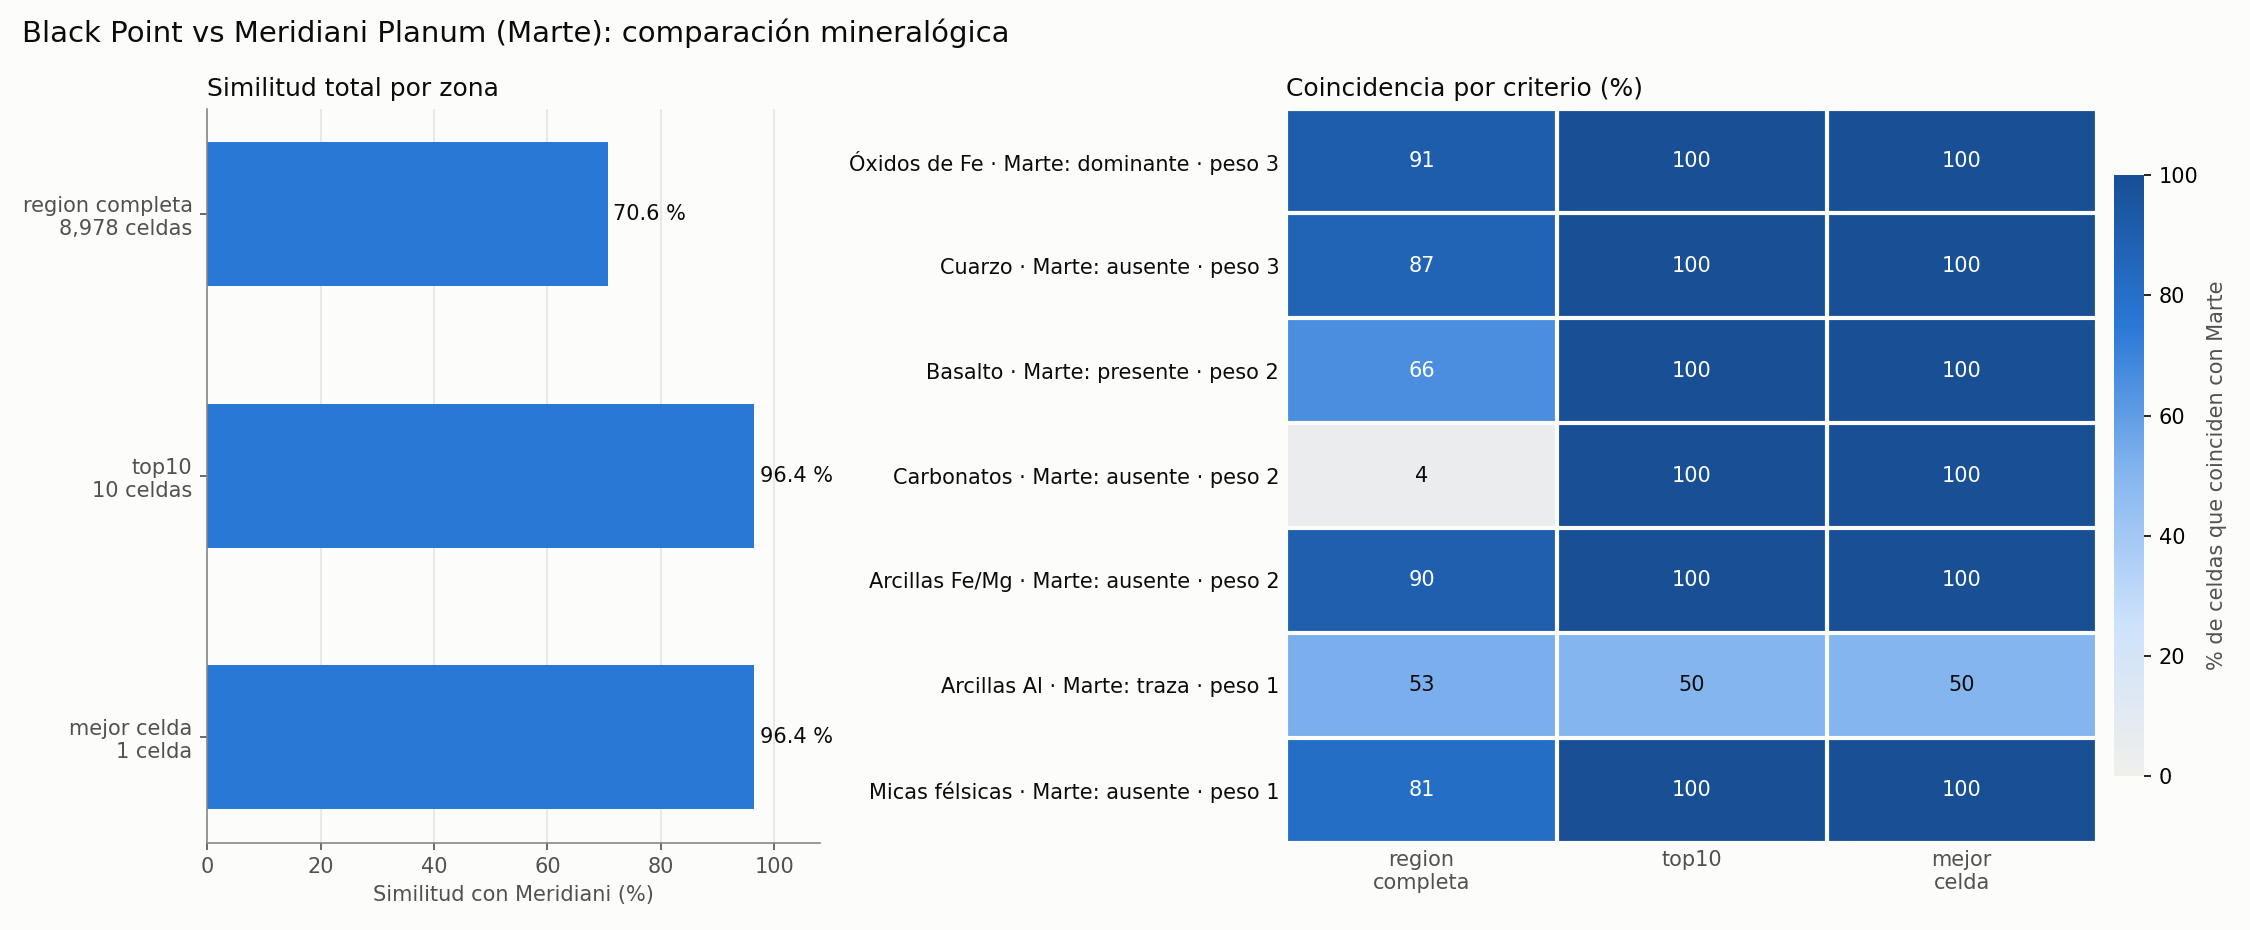 Black Point vs Meridiani Planum (Marte): comparación mineralógica
Similitud total por zona
region completa
8,978 celdas
70.6 %
top10
10 celdas
96.4 %
mejor celda
1 celda
96.4 %
0 20 40 60 80 100
Similitud con Meridiani (%)
Coincidencia por criterio (%)
Óxidos de Fe · Marte: dominante · peso 3 91 100 100
Cuarzo · Marte: ausente · peso 3 87 100 100
Basalto · Marte: presente · peso 2 66 100 100
Carbonatos · Marte: ausente · peso 2 4 100 100
Arcillas Fe/Mg · Marte: ausente · peso 2 90 100 100
Arcillas Al · Marte: traza · peso 1 53 50 50
Micas félsicas · Marte: ausente · peso 1 81 100 100
region
completa
top10
mejor
celda
100
80
60
40
20
0
% de celdas que coinciden con Marte